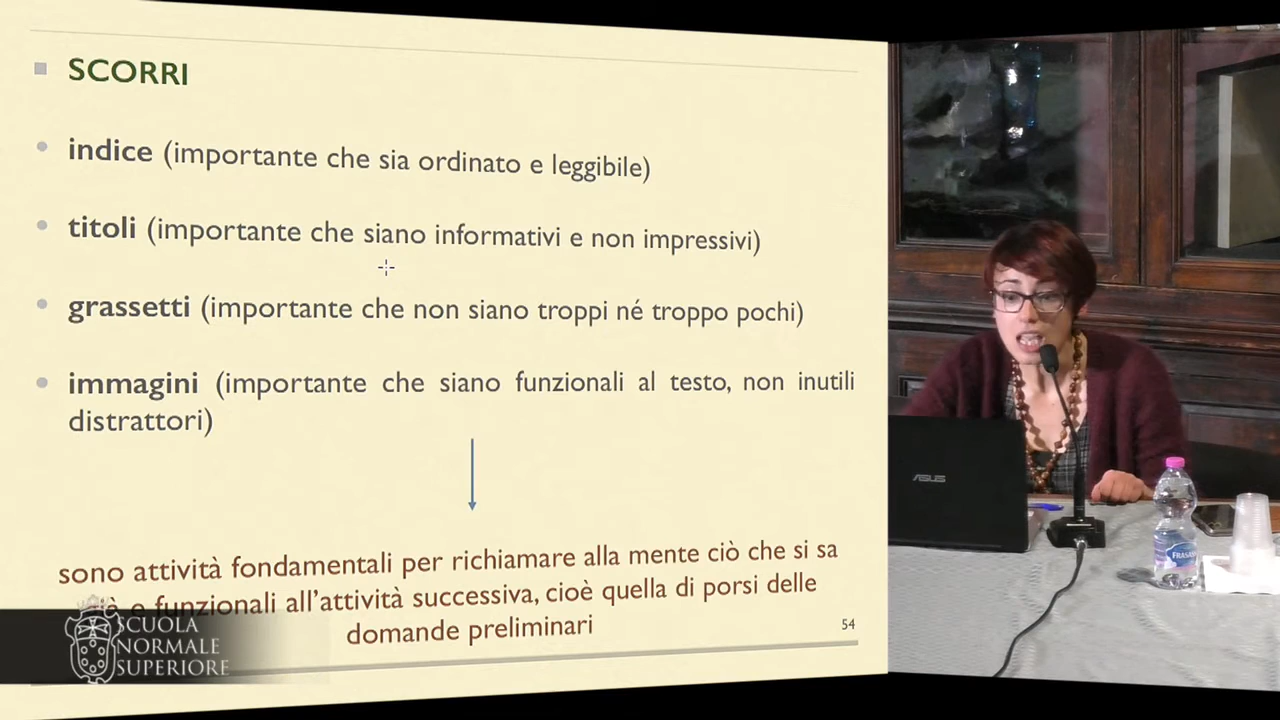 SCORRI
indice (importante che sia ordinato e leggibile)
titoli (importante che siano informativi e non impressivi)
grassetti (importante che non siano troppi né troppo pochi)
immagini (importante che siano funzionali al testo, non inutili
distrattori)
sono attività fondamentali per richiamare alla mente ciò che si sa
e funzionali all'attività successiva, cioè quella di porsi delle
domande preliminari
54
SCUOLA
NORMALE
SUPERIORE
ASUS